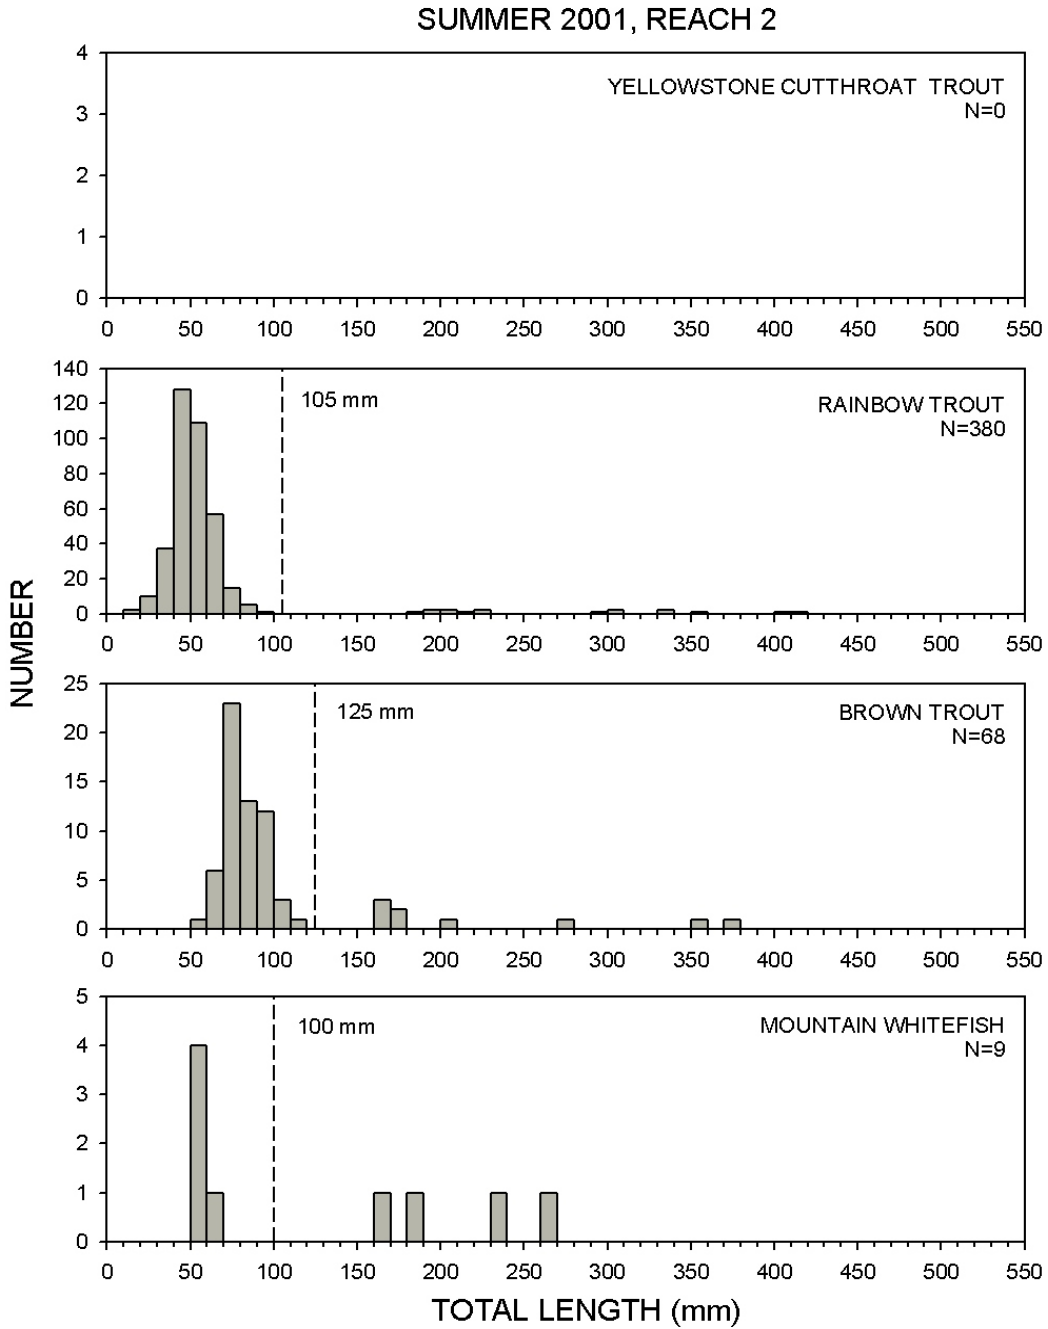 SUMMER 2001, REACH 2
4
YELLOWSTONE CUTTHROAT TROUT
N=0
3
2
1
0
0 50 100 150 200 250 300 350 400 450 500 550
140
105 mm
RAINBOW TROUT
N=380
120
100
80
60
40
20
0
0 50 100 150 200 250 300 350 400 450 500 550
NUMBER
25
125 mm
BROWN TROUT
N=68
20
15
10
5
0
0 50 100 150 200 250 300 350 400 450 500 550
5
100 mm
MOUNTAIN WHITEFISH
N=9
4
3
2
1
0
0 50 100 150 200 250 300 350 400 450 500 550
TOTAL LENGTH (mm)